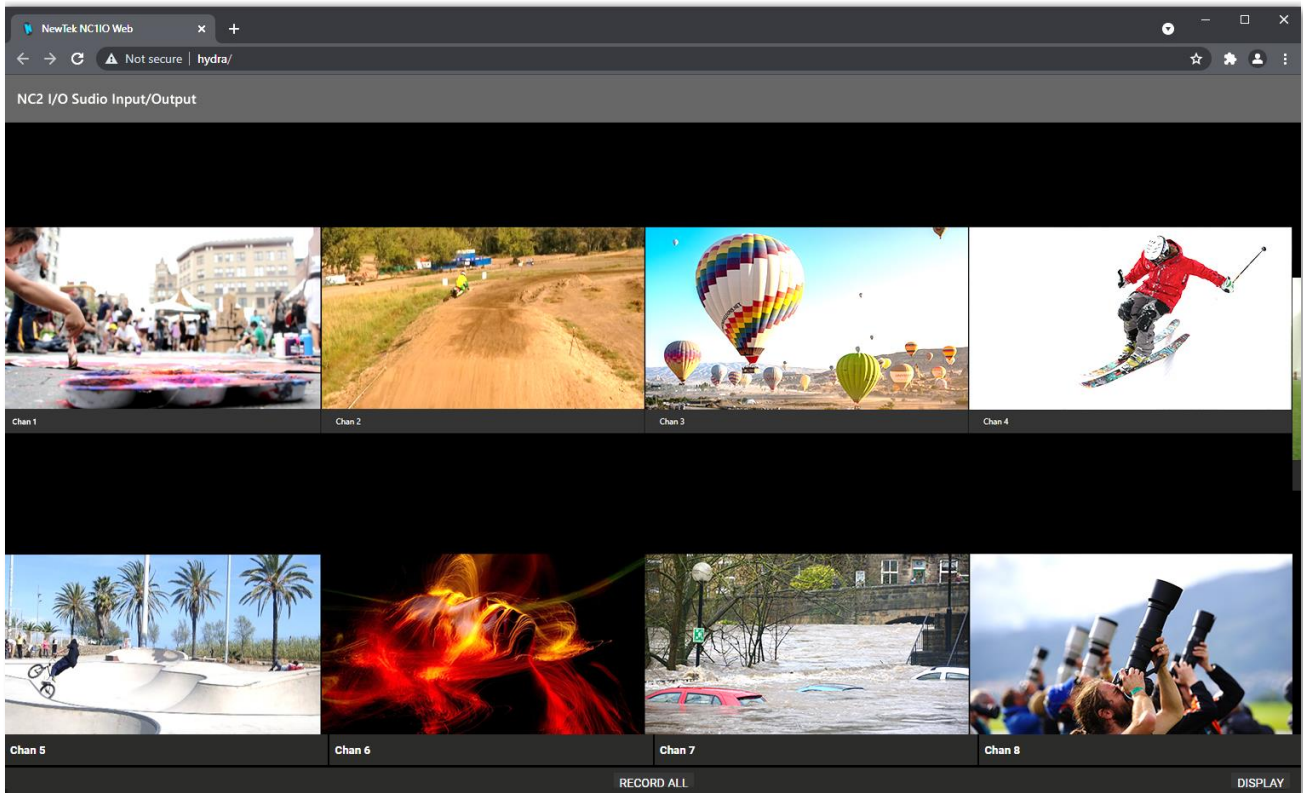 NewTek NC1IO Web
Not secure
hydra/
NC2 I/O Sudio Input/Output
Chan 1
Chan 2
Chan 3
Chan 4
Chan 5
Chan 6
Chan 7
Chan 8
RECORD ALL
DISPLAY